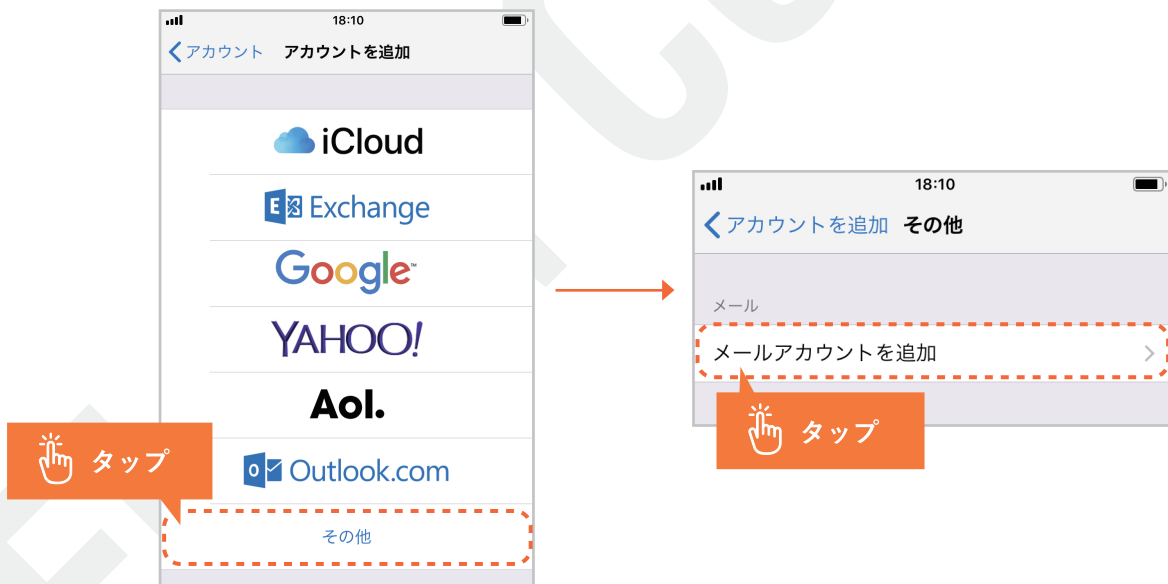 18:10
アカウント アカウントを追加
iCloud
Exchange
Google™
YAHOO!
Aol.
Outlook.com
その他
タップ
18:10
アカウントを追加 その他
メール
メールアカウントを追加
タップ